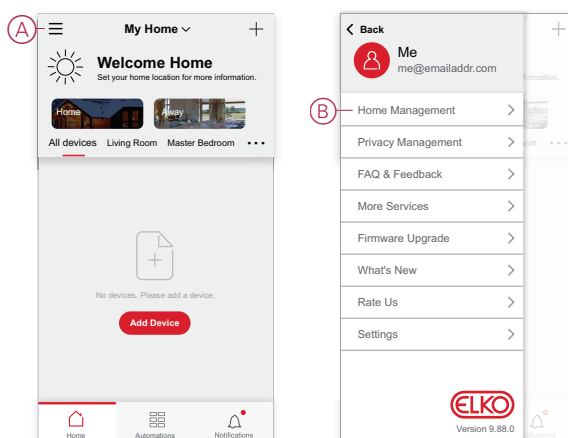 A
My Home
Welcome Home
Set your home location for more information.
Home
Away
All devices Living Room Master Bedroom
No devices. Please add a device.
Add Device
Home
Automations
Notifications
Back
Me
me@emailaddr.com
B
Home Management
Privacy Management
FAQ & Feedback
More Services
Firmware Upgrade
What's New
Rate Us
Settings
ELKO
Version 9.88.0